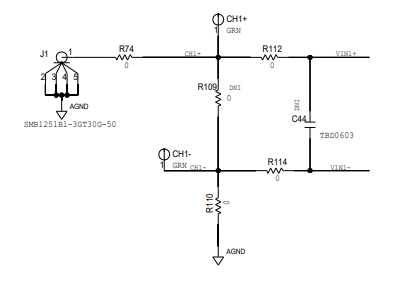 CH1+
1 GRN
J1
1
R74
0
CH1+
R112
0
VIN1+
2 3 4 5
AGND
SMB1251B1-3GT30G-50
R109
DNI
0
DNI
C44
TBD0603
CH1-
1 GRN
CH1-
R114
0
VIN1-
R110
0
AGND